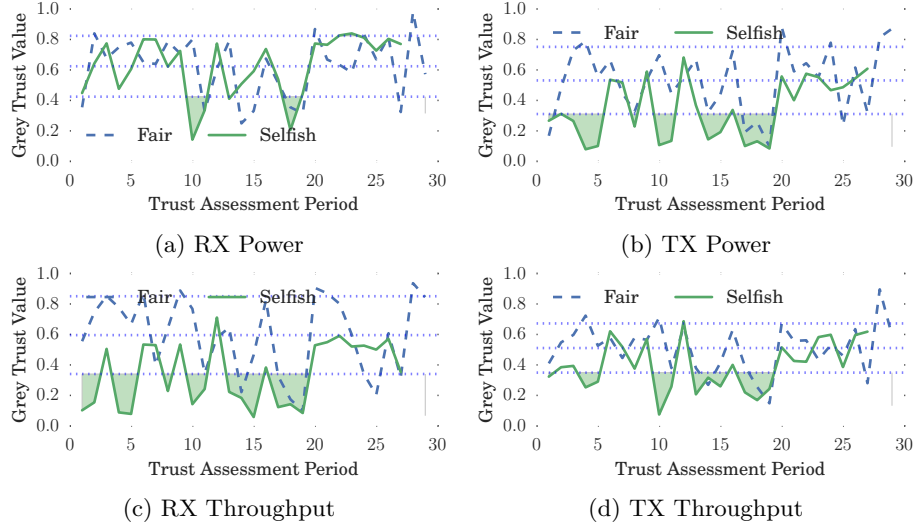 Grey Trust Value
1.0
0.8
0.6
0.4
0.2
0.0
Fair
Selfish
0
5
10
15
20
25
30
Trust Assessment Period
(a) RX Power
Grey Trust Value
1.0
0.8
0.6
0.4
0.2
0.0
Fair
Selfish
0
5
10
15
20
25
30
Trust Assessment Period
(b) TX Power
Grey Trust Value
1.0
0.8
0.6
0.4
0.2
0.0
Fair
Selfish
0
5
10
15
20
25
30
Trust Assessment Period
(c) RX Throughput
Grey Trust Value
1.0
0.8
0.6
0.4
0.2
0.0
Fair
Selfish
0
5
10
15
20
25
30
Trust Assessment Period
(d) TX Throughput